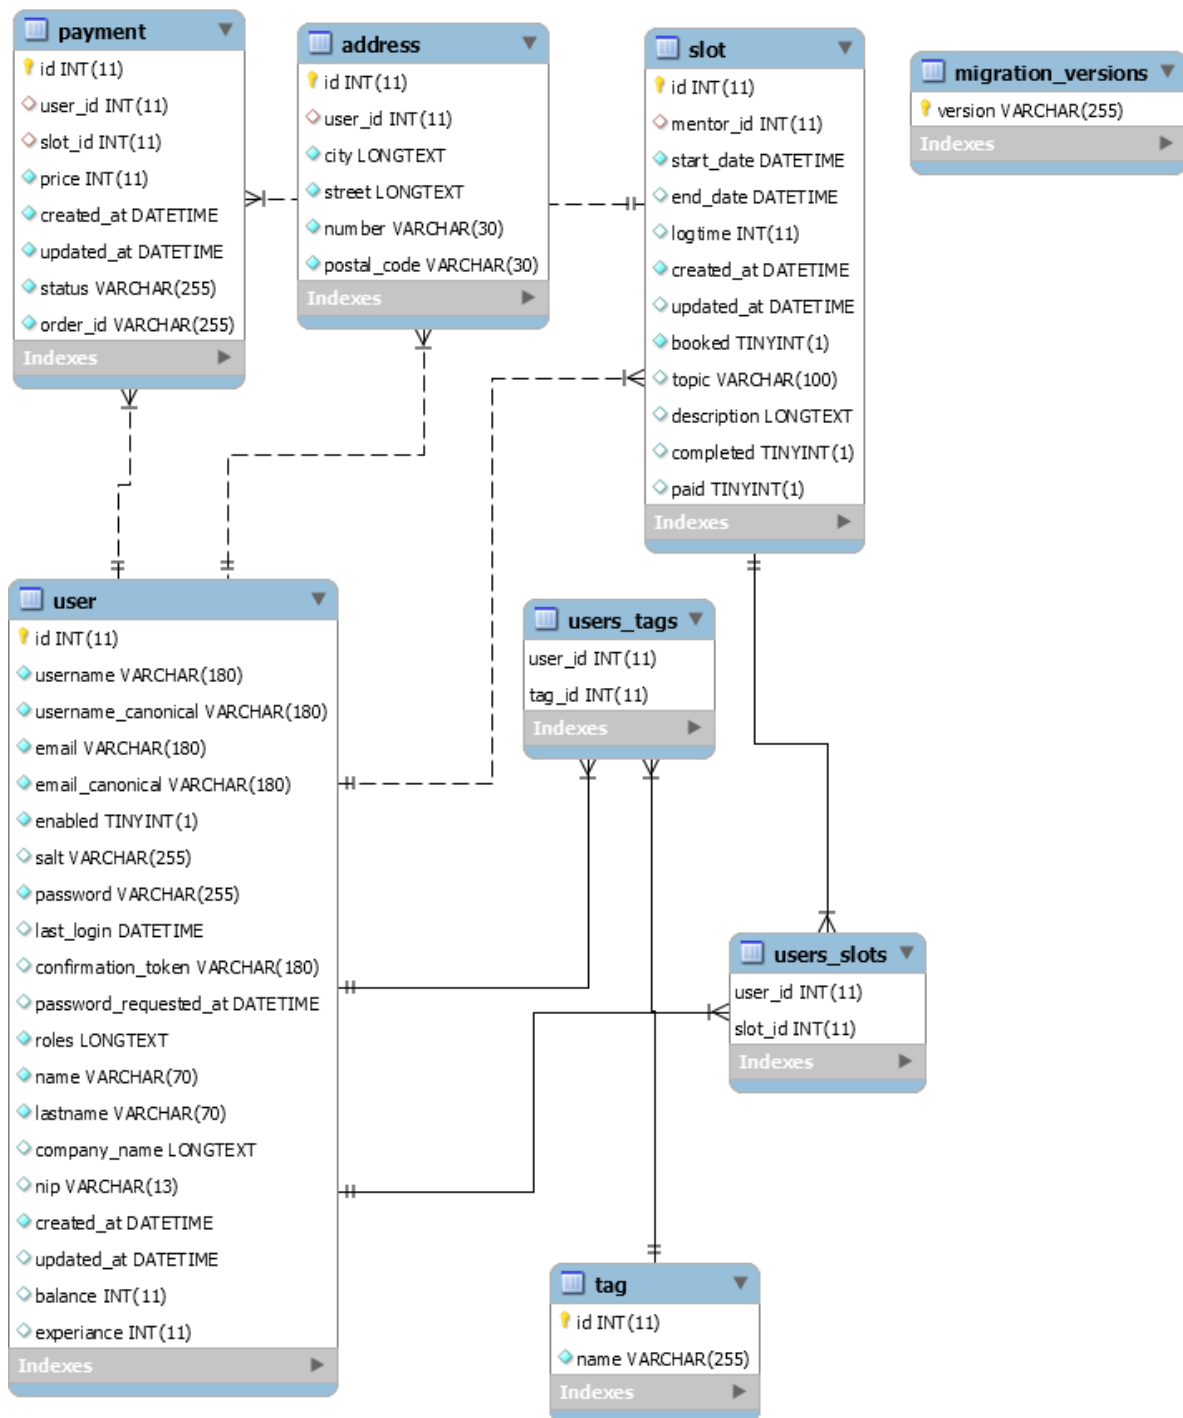 payment
id INT(11)
user_id INT(11)
slot_id INT(11)
price INT(11)
created_at DATETIME
updated_at DATETIME
status VARCHAR(255)
order_id VARCHAR(255)
Indexes
address
id INT(11)
user_id INT(11)
city LONGTEXT
street LONGTEXT
number VARCHAR(30)
postal_code VARCHAR(30)
Indexes
slot
id INT(11)
mentor_id INT(11)
start_date DATETIME
end_date DATETIME
logtime INT(11)
created_at DATETIME
updated_at DATETIME
booked TINYINT(1)
topic VARCHAR(100)
description LONGTEXT
completed TINYINT(1)
paid TINYINT(1)
Indexes
migration_versions
version VARCHAR(255)
Indexes
user
id INT(11)
username VARCHAR(180)
username_canonical VARCHAR(180)
email VARCHAR(180)
email_canonical VARCHAR(180)
enabled TINYINT(1)
salt VARCHAR(255)
password VARCHAR(255)
last_login DATETIME
confirmation_token VARCHAR(180)
password_requested_at DATETIME
roles LONGTEXT
name VARCHAR(70)
lastname VARCHAR(70)
company_name LONGTEXT
nip VARCHAR(13)
created_at DATETIME
updated_at DATETIME
balance INT(11)
experiance INT(11)
Indexes
users_tags
user_id INT(11)
tag_id INT(11)
Indexes
users_slots
user_id INT(11)
slot_id INT(11)
Indexes
tag
id INT(11)
name VARCHAR(255)
Indexes